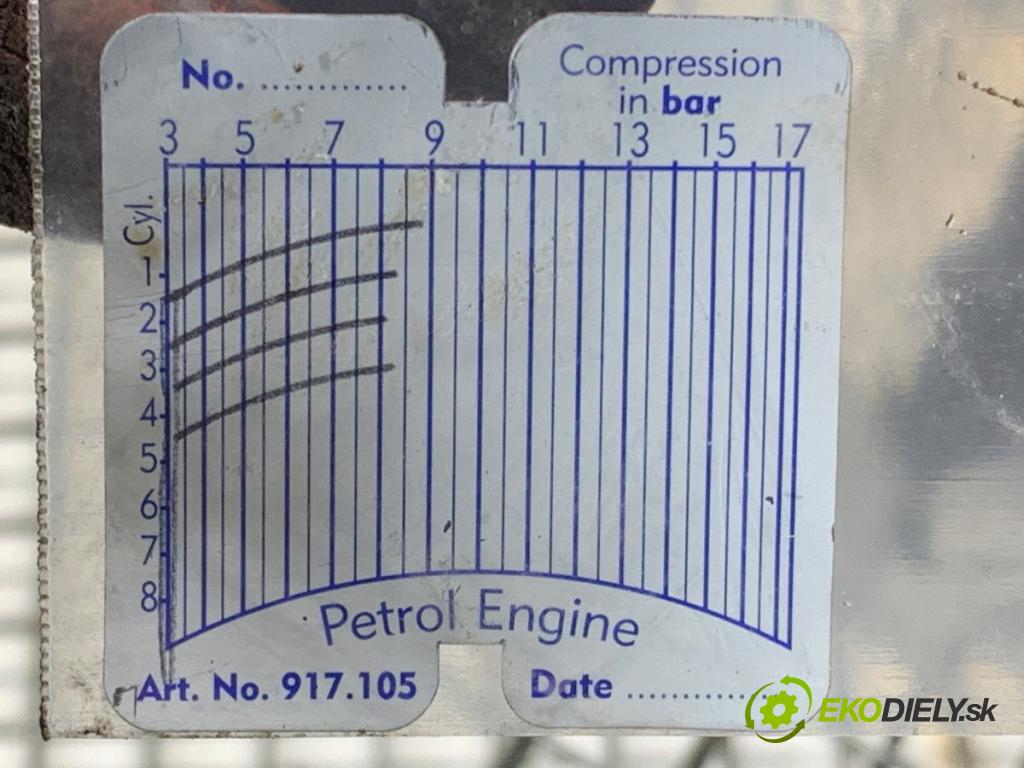 No. ............... Compression
in bar
3 5 7 9 11 13 15 17
Cyl.
1
2
3
4
5
6
7
8
Petrol Engine
Art. No. 917.105 Date ...............
EKODIELY.sk